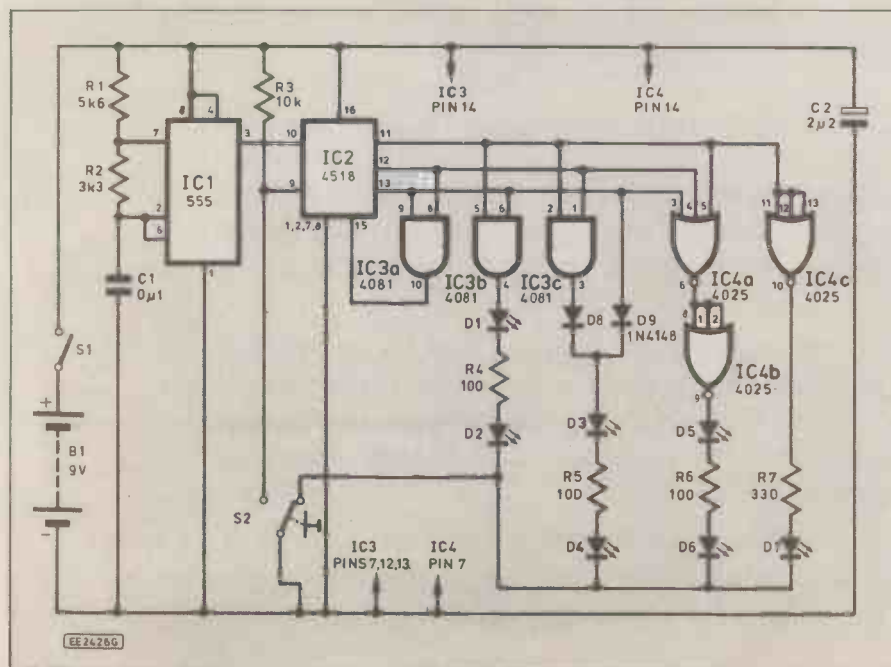 R1
5k6
R2
3k3
C1
0µ1
S1
+
B1
9V
-
8
4
7
3
2
6
1
IC1
555
R3
10k
16
10
9
11
12
13
1,2,7,8
15
IC2
4518
IC3
PIN 14
IC4
PIN 14
C2
2µ2
9
8
10
IC3a
4081
5
6
4
IC3b
4081
2
1
3
IC3c
4081
3
4
5
6
IC4a
4025
11
12
13
10
IC4c
4025
8
1
2
9
IC4b
4025
D1
R4
100
D2
D8
D9
1N4148
D3
R5
100
D4
D5
R6
100
D6
R7
330
D1
S2
IC3
PINS 7,12,13
IC4
PIN 7
EE2426G